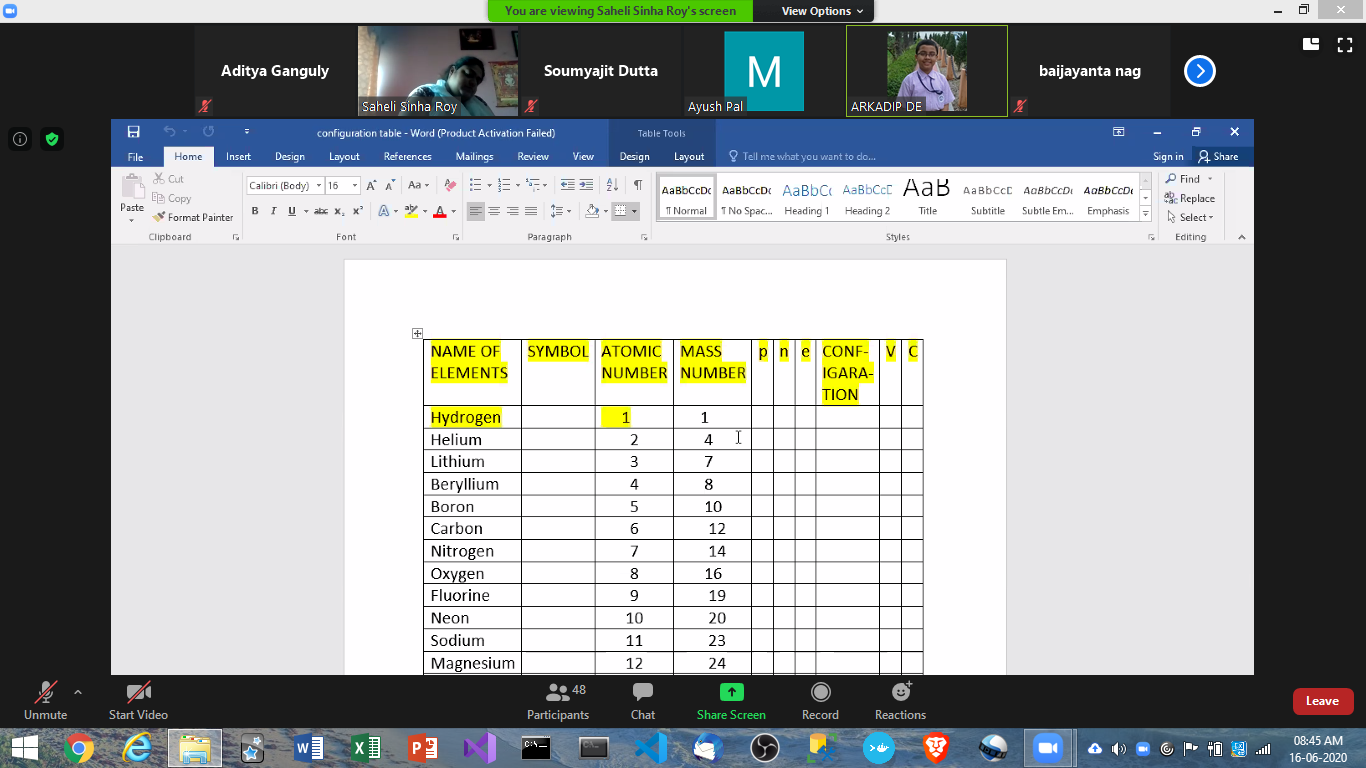 You are viewing Saheli Sinha Roy's screen View Options
Aditya Ganguly
Saheli Sinha Roy
Soumyajit Dutta
M
Ayush Pal
ARKADIP DE
baijayanta nag
configuration table - Word (Product Activation Failed) Table Tools
File Home Insert Design Layout References Mailings Review View Design Layout Tell me what you want to do... Sign in Share
Paste
Cut
Copy
Format Painter
Clipboard
Calibri (Body) 16 A A Aa
B I U abc x₂ x² A ab A
Font
Paragraph
AaBbCcDc AaBbCcDc AaBbCc AaBbCcD AaB AaBbCcD AaBbCcDc AaBbCcDc
¶ Normal ¶ No Spac... Heading 1 Heading 2 Title Subtitle Subtle Em... Emphasis
Styles
Find
Replace
Select
Editing
NAME OF ELEMENTS SYMBOL ATOMIC NUMBER MASS NUMBER p n e CONF-IGARA-TION V C
Hydrogen 1 1
Helium 2 4
Lithium 3 7
Beryllium 4 8
Boron 5 10
Carbon 6 12
Nitrogen 7 14
Oxygen 8 16
Fluorine 9 19
Neon 10 20
Sodium 11 23
Magnesium 12 24
Unmute Start Video Participants 48 Chat Share Screen Record Reactions Leave
08:45 AM
16-06-2020